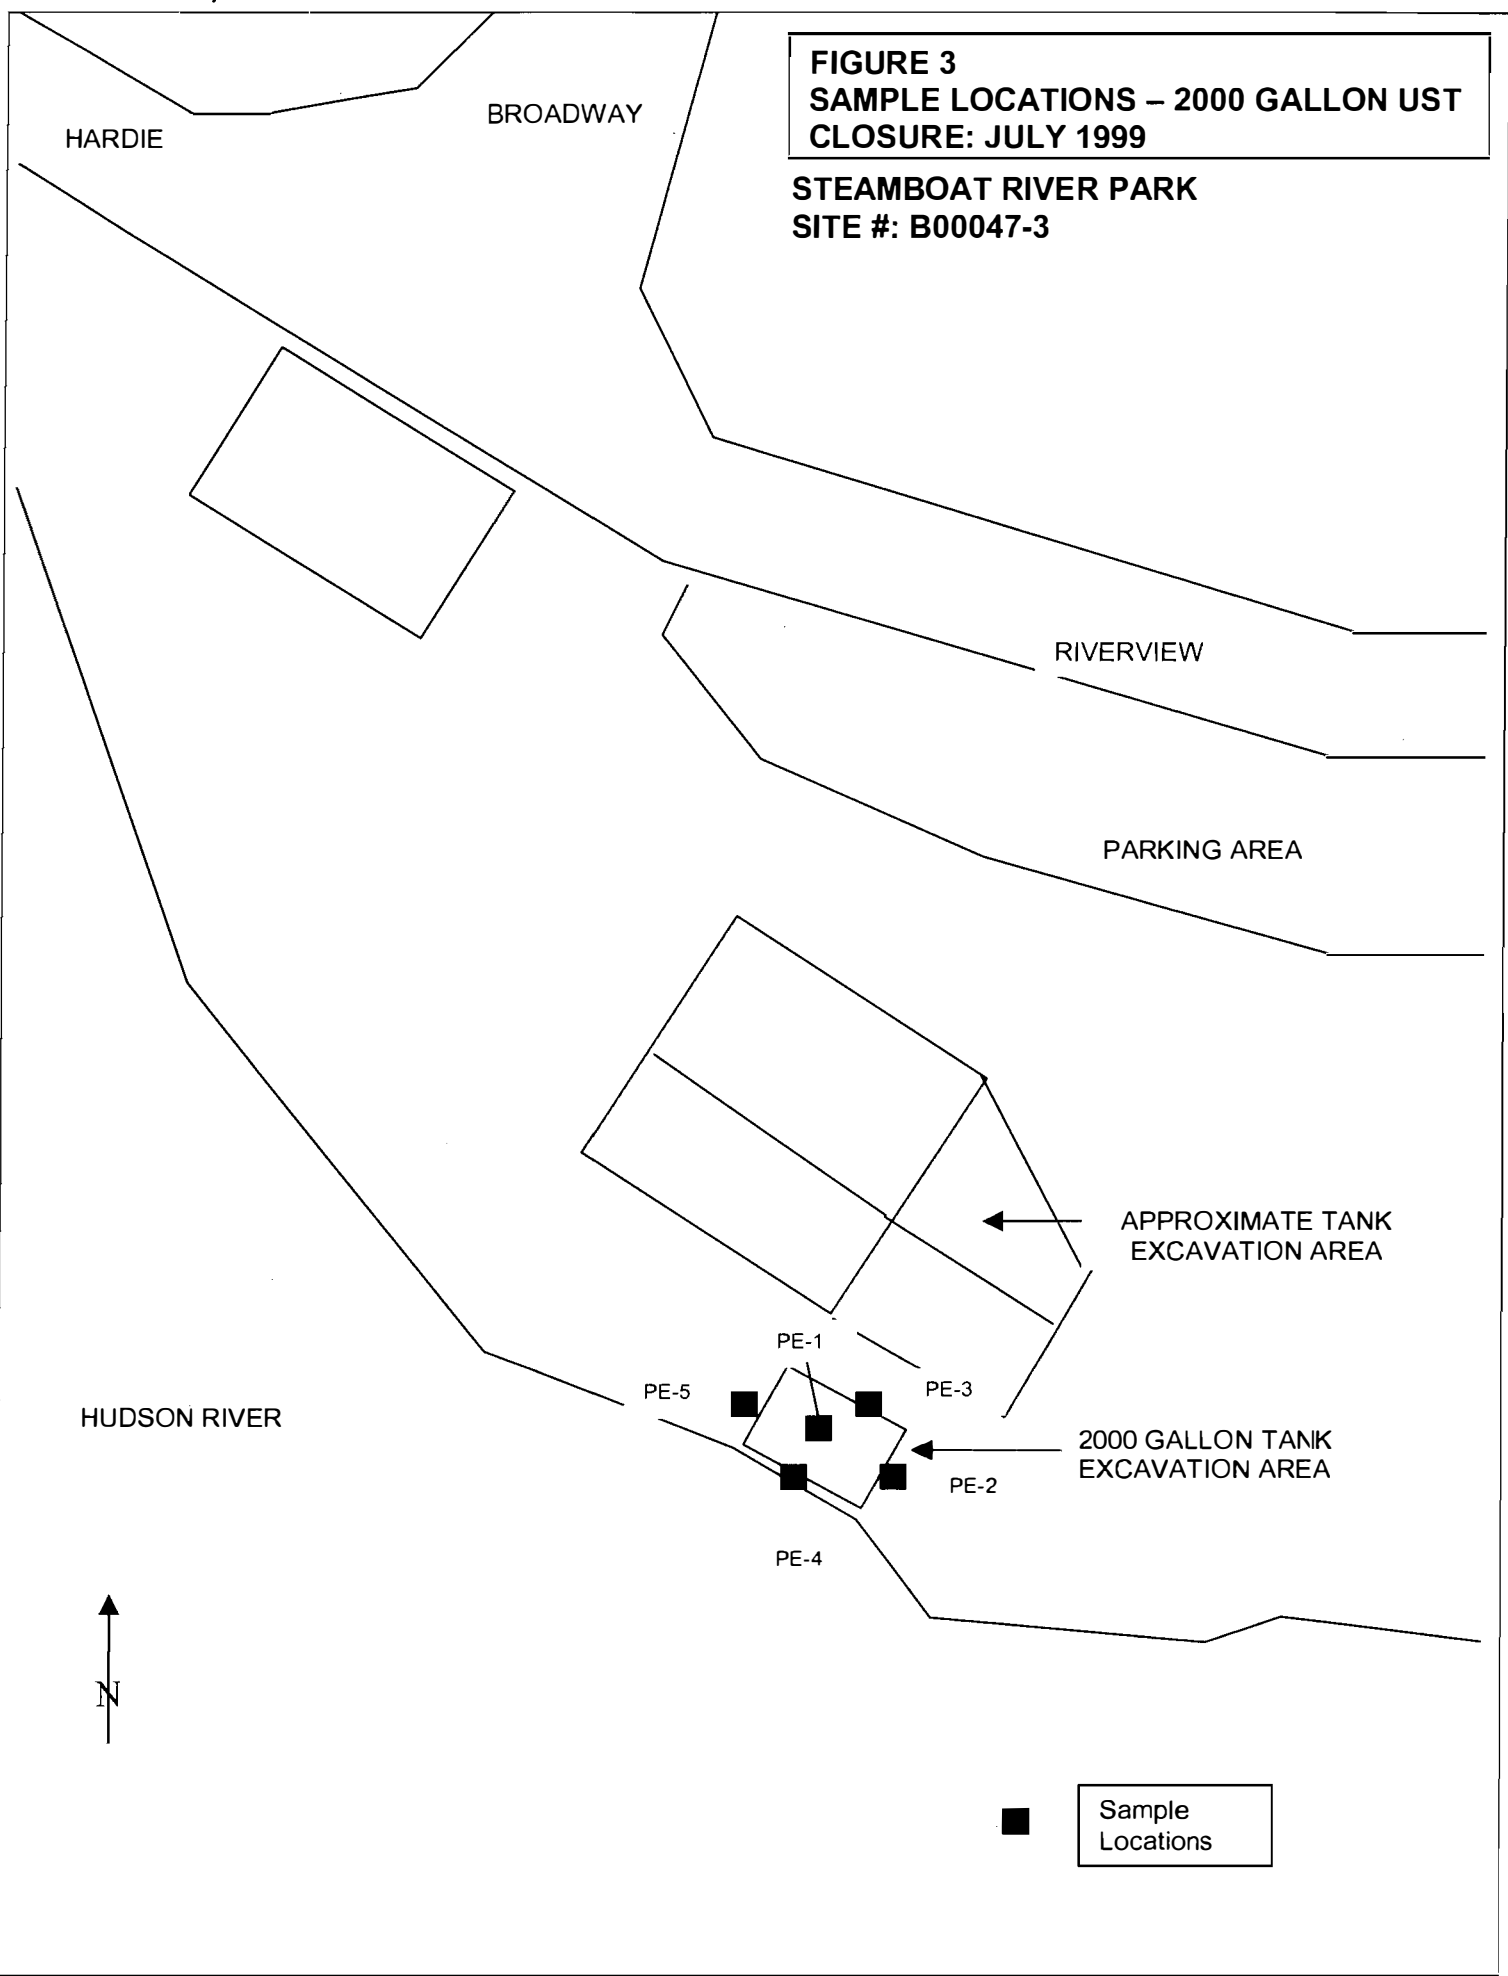 FIGURE 3
SAMPLE LOCATIONS – 2000 GALLON UST
CLOSURE: JULY 1999
STEAMBOAT RIVER PARK
SITE #: B00047-3
BROADWAY
HARDIE
RIVERVIEW
PARKING AREA
APPROXIMATE TANK
EXCAVATION AREA
PE-1
PE-3
PE-5
HUDSON RIVER
2000 GALLON TANK
EXCAVATION AREA
PE-2
PE-4
N
Sample
Locations